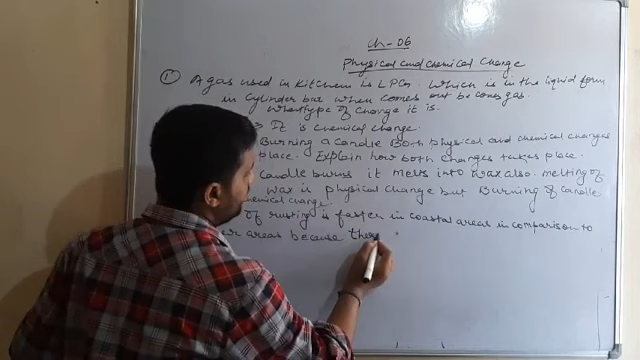 Ch-06
Physical and Chemical Change
(1) A gas used in kitchen is LPG. Which is in the liquid form
in cylinder but when comes out becomes gas.
What type of change it is.
It is chemical change.
Burning a candle Both physical and chemical changes
place. Explain how both changes takes place.
Candle burns it melts into wax also. melting of
wax is physical change but Burning of candle
chemical change.
of rusting is faster in coastal areas in comparison to
er areas because there